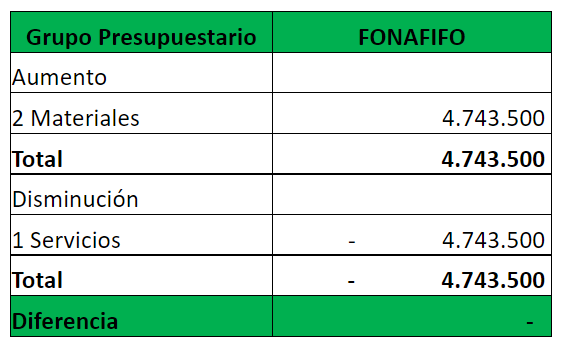 Grupo Presupuestario FONAFIFO
Aumento
2 Materiales 4.743.500
Total 4.743.500
Disminución
1 Servicios - 4.743.500
Total - 4.743.500
Diferencia -